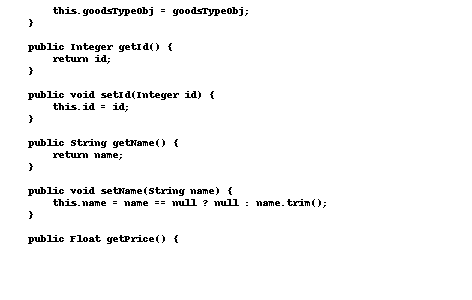 this.goodsTypeObj = goodsTypeObj;
}
public Integer getId() {
return id;
}
public void setId(Integer id) {
this.id = id;
}
public String getName() {
return name;
}
public void setName(String name) {
this.name = name == null ? null : name.trim();
}
public Float getPrice() {